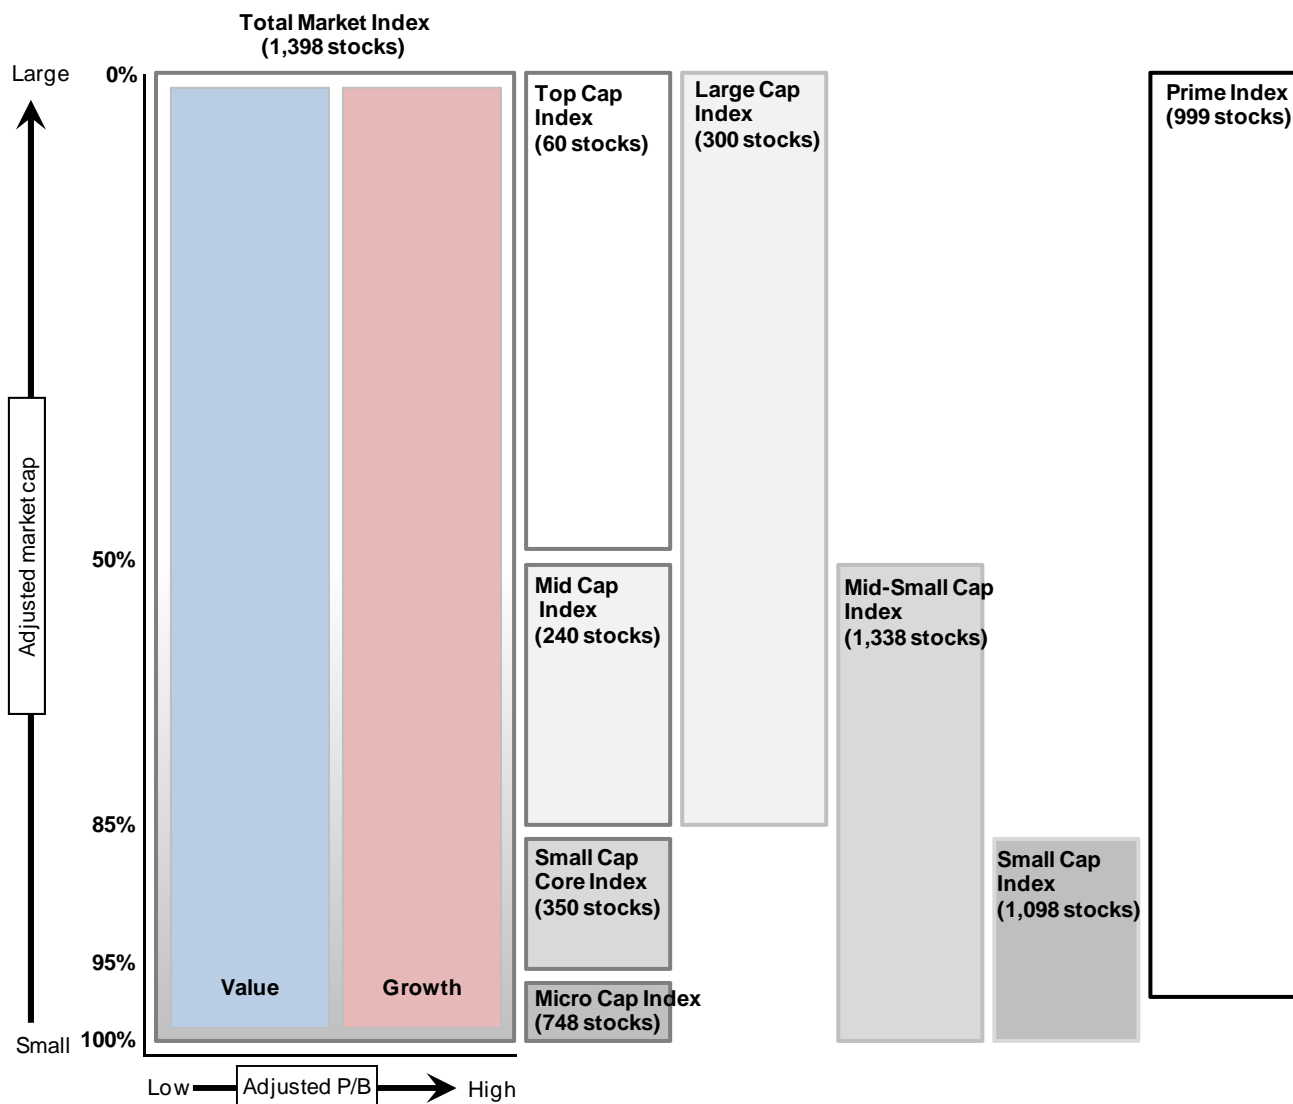 Total Market Index
(1,398 stocks)
Large
0%
Top Cap
Index
(60 stocks)
Large Cap
Index
(300 stocks)
Prime Index
(999 stocks)
Adjusted market cap
50%
Mid Cap
Index
(240 stocks)
Mid-Small Cap
Index
(1,338 stocks)
85%
Small Cap
Core Index
(350 stocks)
Small Cap
Index
(1,098 stocks)
95%
Value
Growth
Micro Cap Index
(748 stocks)
Small
100%
Low
Adjusted P/B
High